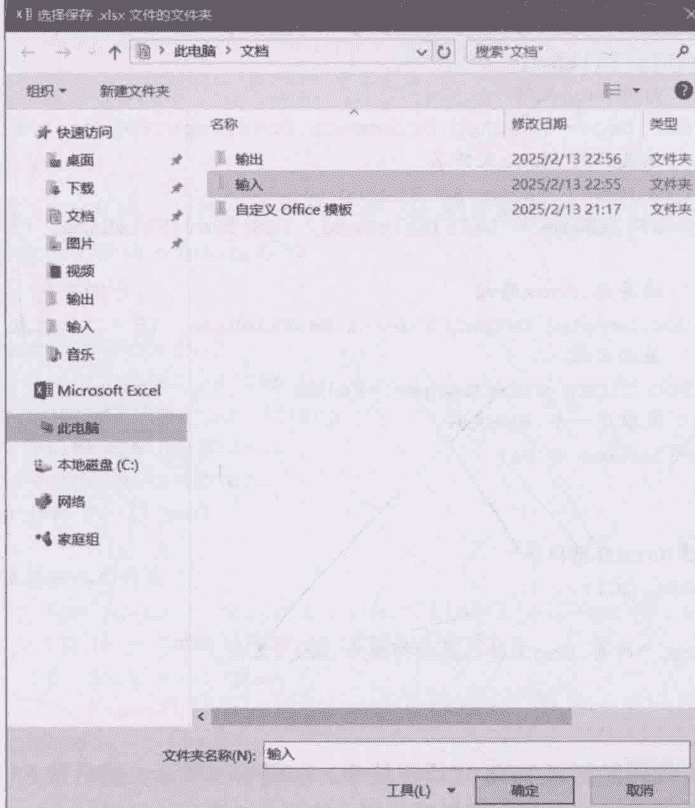 选择保存 .xlsx 文件的文件夹
此电脑 > 文档
搜索"文档"
组织 新建文件夹
名称 修改日期 类型
快速访问
桌面
下载
文档
图片
视频
输出
输入
音乐
Microsoft Excel
此电脑
本地磁盘 (C:)
网络
家庭组
输出 2025/2/13 22:56 文件夹
输入 2025/2/13 22:55 文件夹
自定义 Office 模板 2025/2/13 21:17 文件夹
文件夹名称(N): 输入
工具(L) 确定 取消